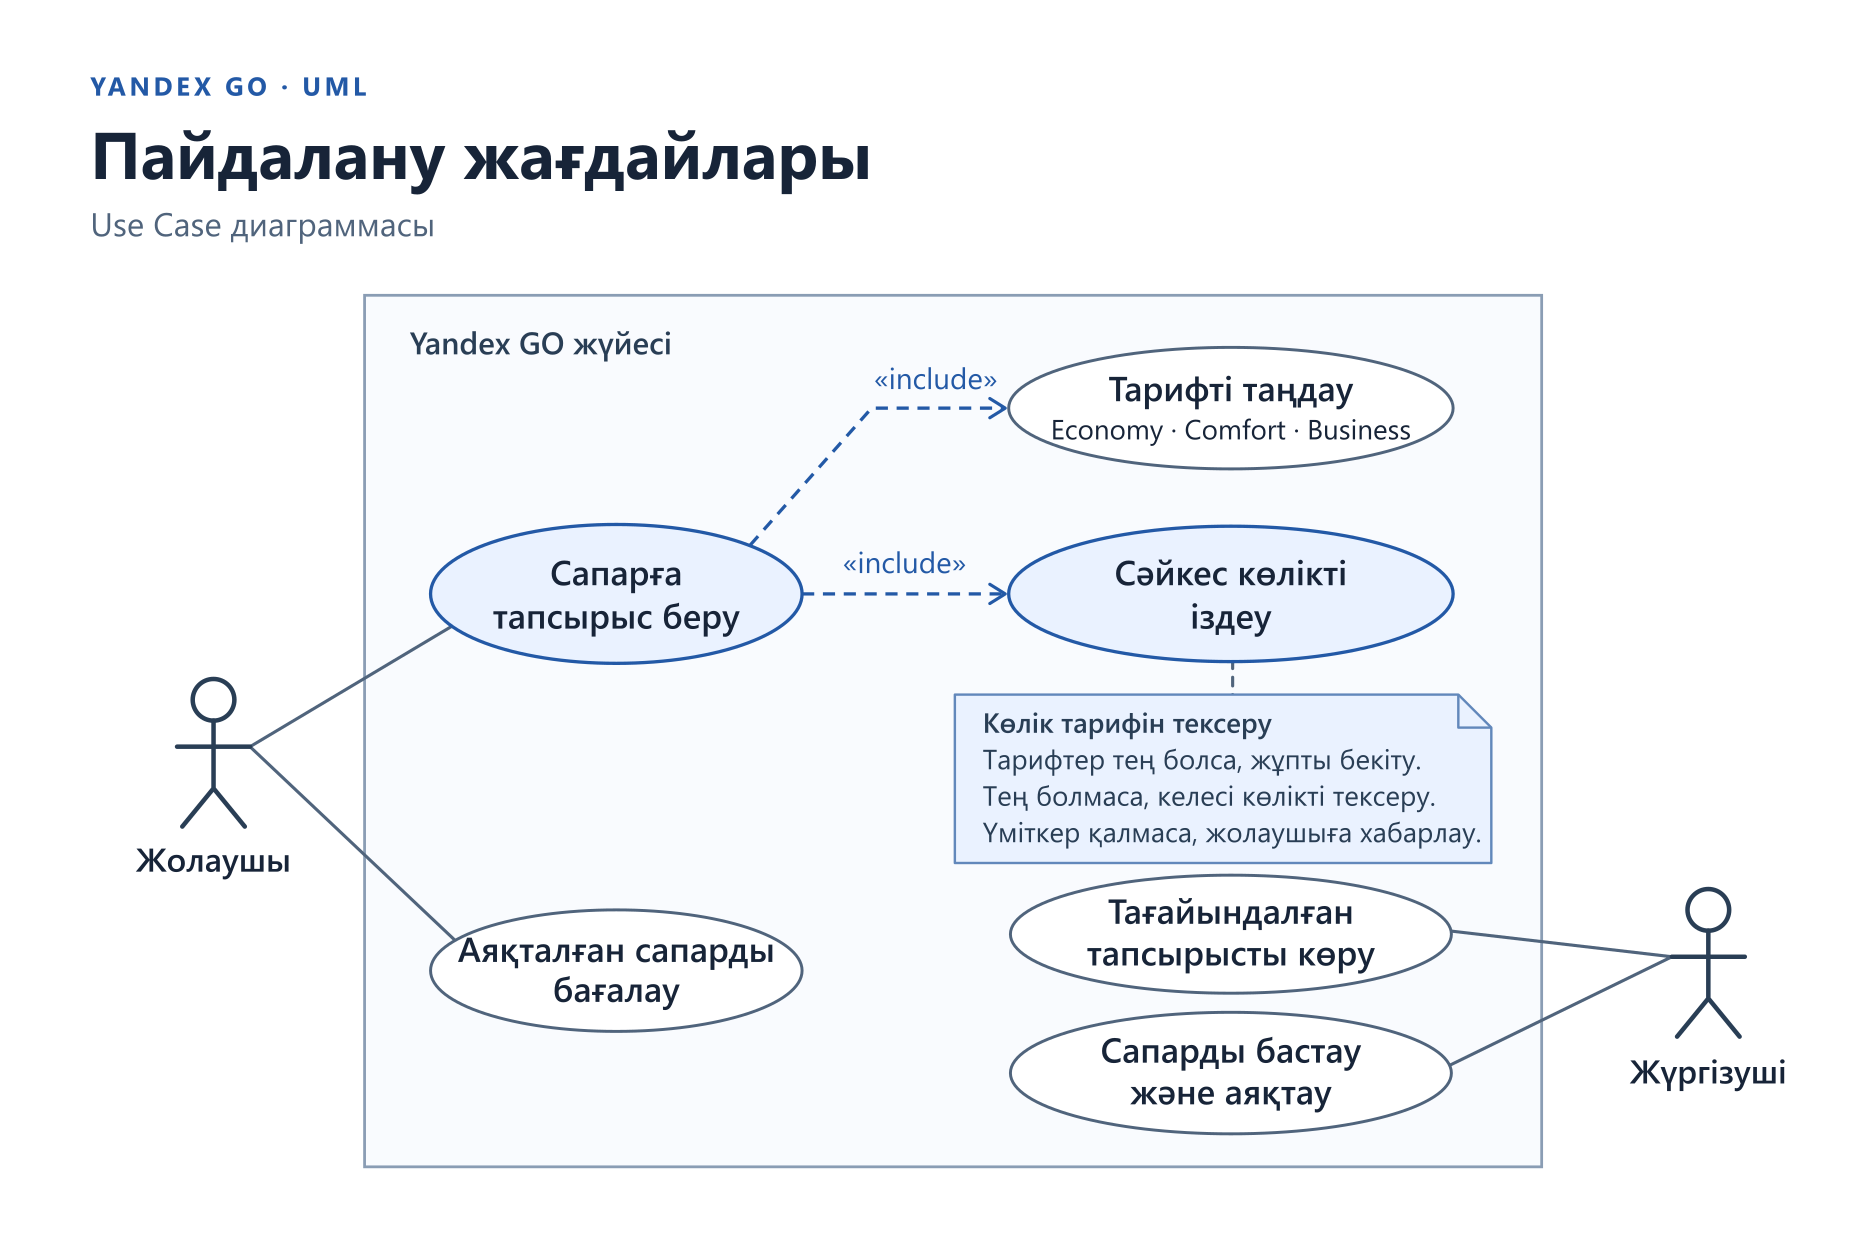 YANDEX GO · UML
Пайдалану жағдайлары
Use Case диаграммасы
Yandex GO жүйесі
«include»
Тарифті таңдау
Economy · Comfort · Business
Сапарға
тапсырыс беру
«include»
Сәйкес көлікті
іздеу
Көлік тарифін тексеру
Тарифтер тең болса, жұпты бекіту.
Тең болмаса, келесі көлікті тексеру.
Үміткер қалмаса, жолаушыға хабарлау.
Жолаушы
Аяқталған сапарды
бағалау
Тағайындалған
тапсырысты көру
Сапарды бастау
және аяқтау
Жүргізуші